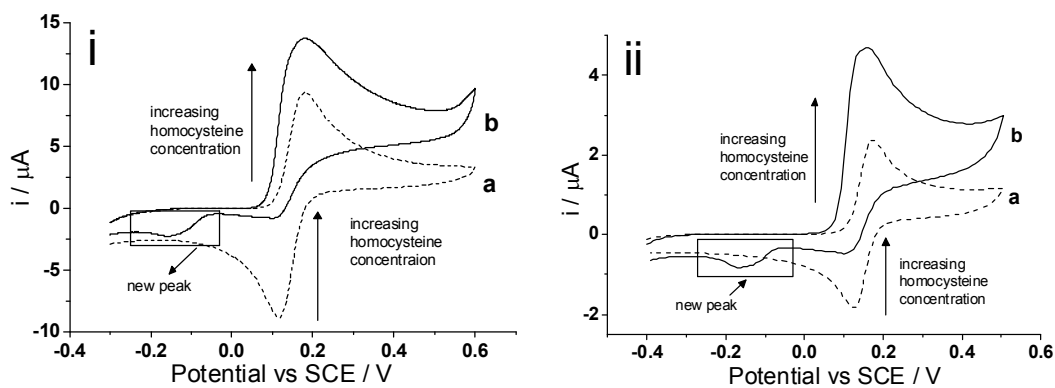 i
15
10
5
0
-5
-10
i / µA
increasing
homocysteine
concentration
b
a
increasing
homocysteine
concentraion
new peak
-0.4 -0.2 0.0 0.2 0.4 0.6
Potential vs SCE / V
ii
4
2
0
-2
i / µA
increasing
homocysteine
concentration
b
a
increasing
homocysteine
concentration
new peak
-0.4 -0.2 0.0 0.2 0.4 0.6
Potential vs SCE / V